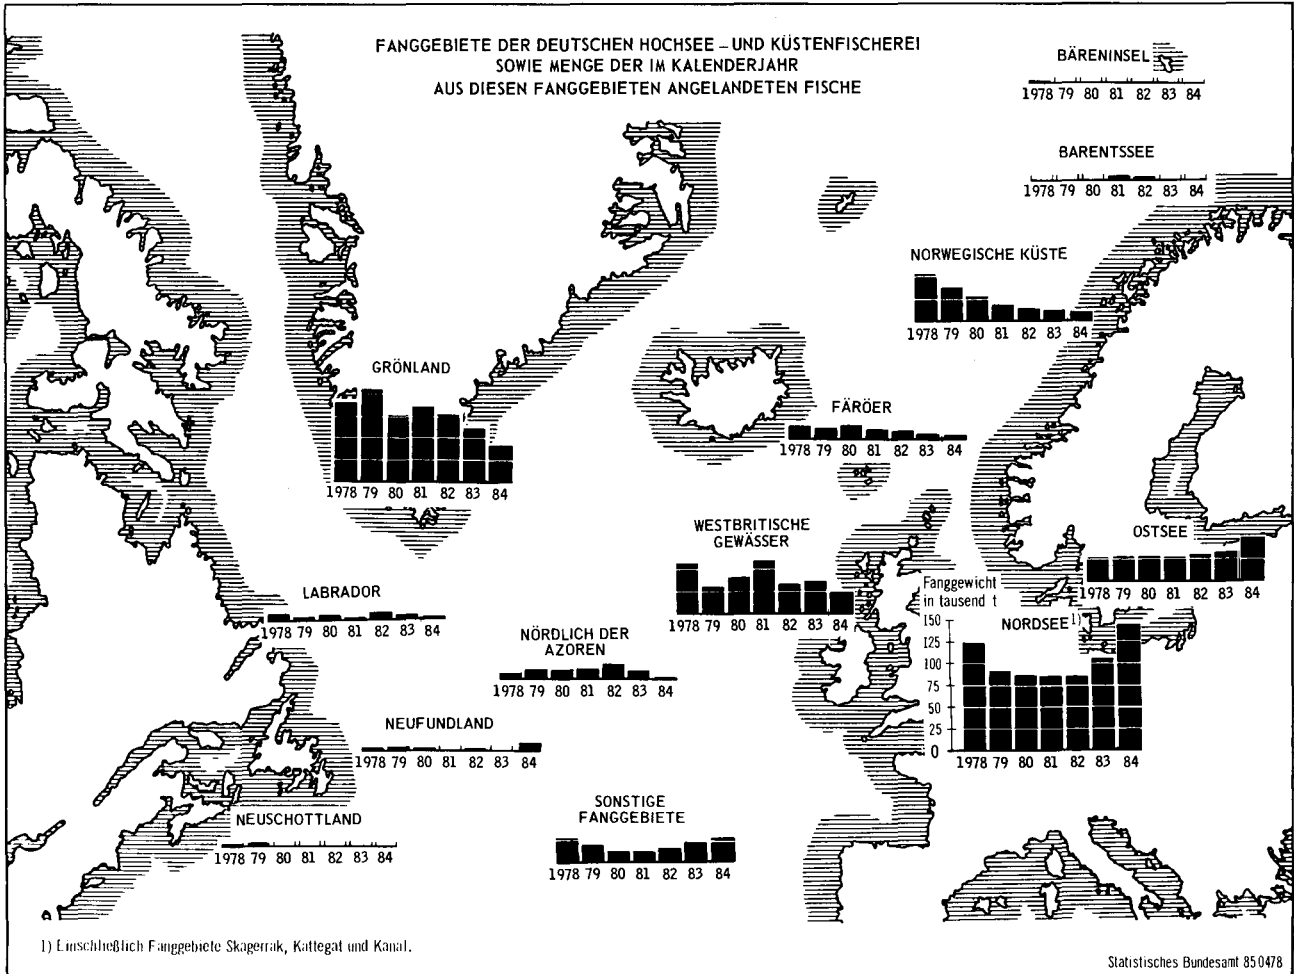 FANGGEBIETE DER DEUTSCHEN HOCHSEE – UND KÜSTENFISCHEREI
SOWIE MENGE DER IM KALENDERJAHR
AUS DIESEN FANGGEBIETEN ANGELANDETEN FISCHE
BÄRENINSEL
1978 79 80 81 82 83 84
BARENTSSEE
1978 79 80 81 82 83 84
NORWEGISCHE KÜSTE
1978 79 80 81 82 83 84
GRÖNLAND
1978 79 80 81 82 83 84
FÄRÖER
1978 79 80 81 82 83 84
WESTBRITISCHE
GEWÄSSER
1978 79 80 81 82 83 84
OSTSEE
1978 79 80 81 82 83 84
Fanggewicht
in tausend t
NORDSEE 1)
150
125
100
75
50
25
0
1978 79 80 81 82 83 84
LABRADOR
1978 79 80 81 82 83 84
NÖRDLICH DER
AZOREN
1978 79 80 81 82 83 84
NEUFUNDLAND
1978 79 80 81 82 83 84
NEUSCHOTTLAND
1978 79 80 81 82 83 84
SONSTIGE
FANGGEBIETE
1978 79 80 81 82 83 84
1) Einschließlich Fanggebiete Skagerrak, Kattegat und Kanal.
Statistisches Bundesamt 85 0478